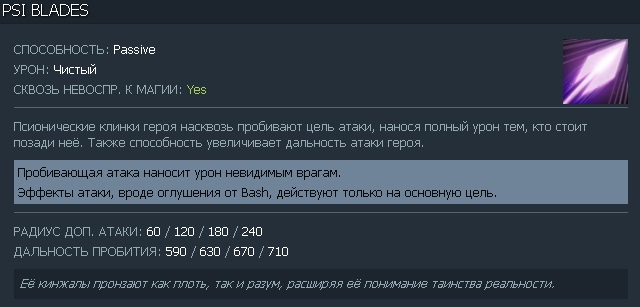 PSI BLADES
СПОСОБНОСТЬ: Passive
УРОН: Чистый
СКВОЗЬ НЕВОСПР. К МАГИИ: Yes
Псионические клинки героя насквозь пробивают цель атаки, нанося полный урон тем, кто стоит
позади неё. Также способность увеличивает дальность атаки героя.
Пробивающая атака наносит урон невидимым врагам.
Эффекты атаки, вроде оглушения от Bash, действуют только на основную цель.
РАДИУС ДОП. АТАКИ: 60 / 120 / 180 / 240
ДАЛЬНОСТЬ ПРОБИТИЯ: 590 / 630 / 670 / 710
Её кинжалы пронзают как плоть, так и разум, расширяя её понимание таинства реальности.